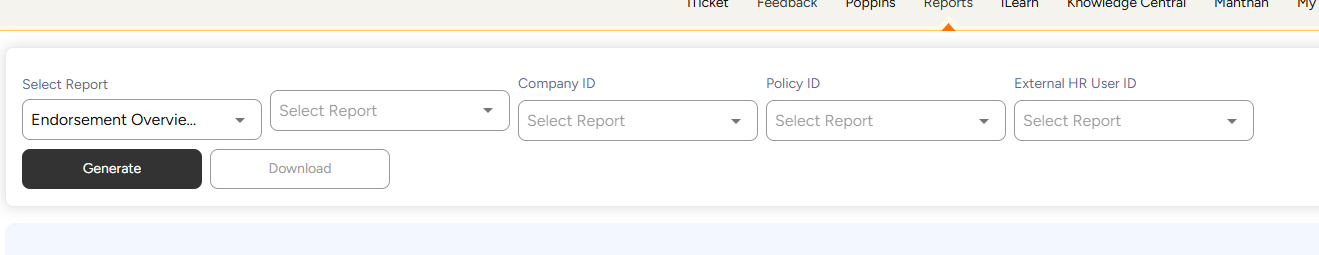 iTicket Feedback Poppins Reports iLearn Knowledge Central Manthan My
Select Report Company ID Policy ID External HR User ID
Endorsement Overvie... Select Report Select Report Select Report Select Report
Generate Download